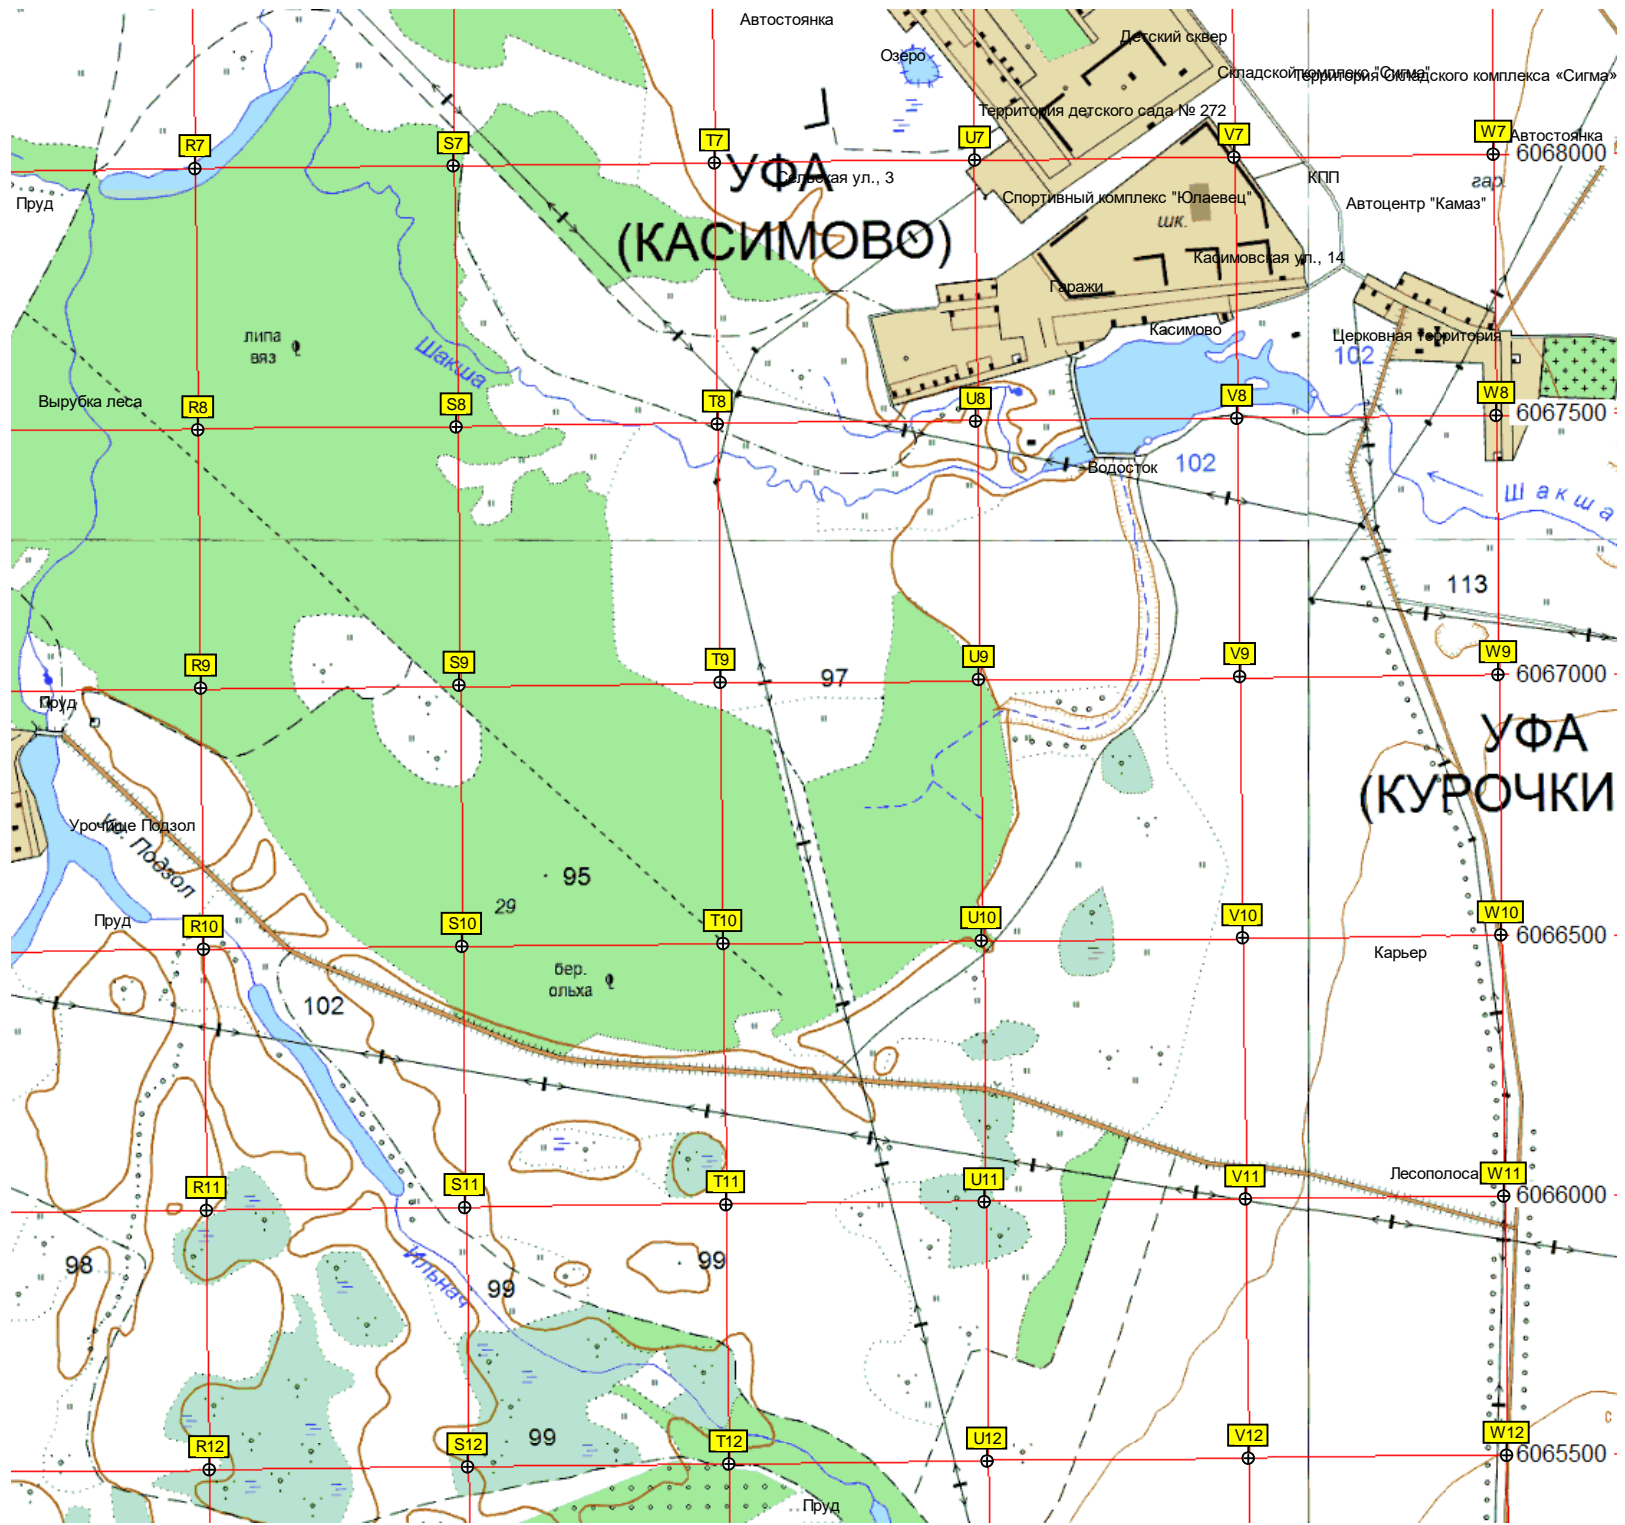 Автостоянка
Детский сквер
Озеро
Складской комплекс "Сигма"
Территория Складского комплекса «Сигма»
Территория детского сада № 272
R7
S7
T7
U7
V7
W7
Автостоянка
6068000
УФА
Сельская ул., 3
КПП
гар.
Пруд
Спортивный комплекс "Юлаевец"
Автоцентр "Камаз"
шк.
(КАСИМОВО)
Касимовская ул., 14
Гаражи
Касимово
Церковная территория
102
липа
вяз
Шакша
Вырубка леса
R8
S8
T8
U8
V8
W8
6067500
Водосток
102
Шакша
113
R9
S9
T9
U9
V9
W9
6067000
97
Пруд
УФА
(КУРОЧКИ
Урочище Подзол
ур. Подзол
95
29
Пруд
R10
S10
T10
U10
V10
W10
6066500
Карьер
бер.
ольха
102
R11
S11
T11
U11
V11
Лесополоса
W11
6066000
98
Ильнач
99
99
99
R12
S12
T12
U12
V12
W12
6065500
Пруд